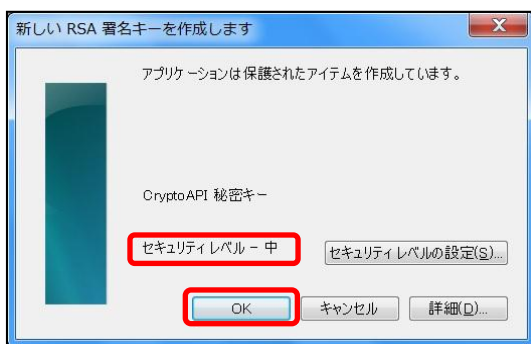 新しい RSA 署名キーを作成します
アプリケーションは保護されたアイテムを作成しています。
CryptoAPI 秘密キー
セキュリティ レベル - 中
セキュリティ レベルの設定(S)...
OK
キャンセル
詳細(D)...